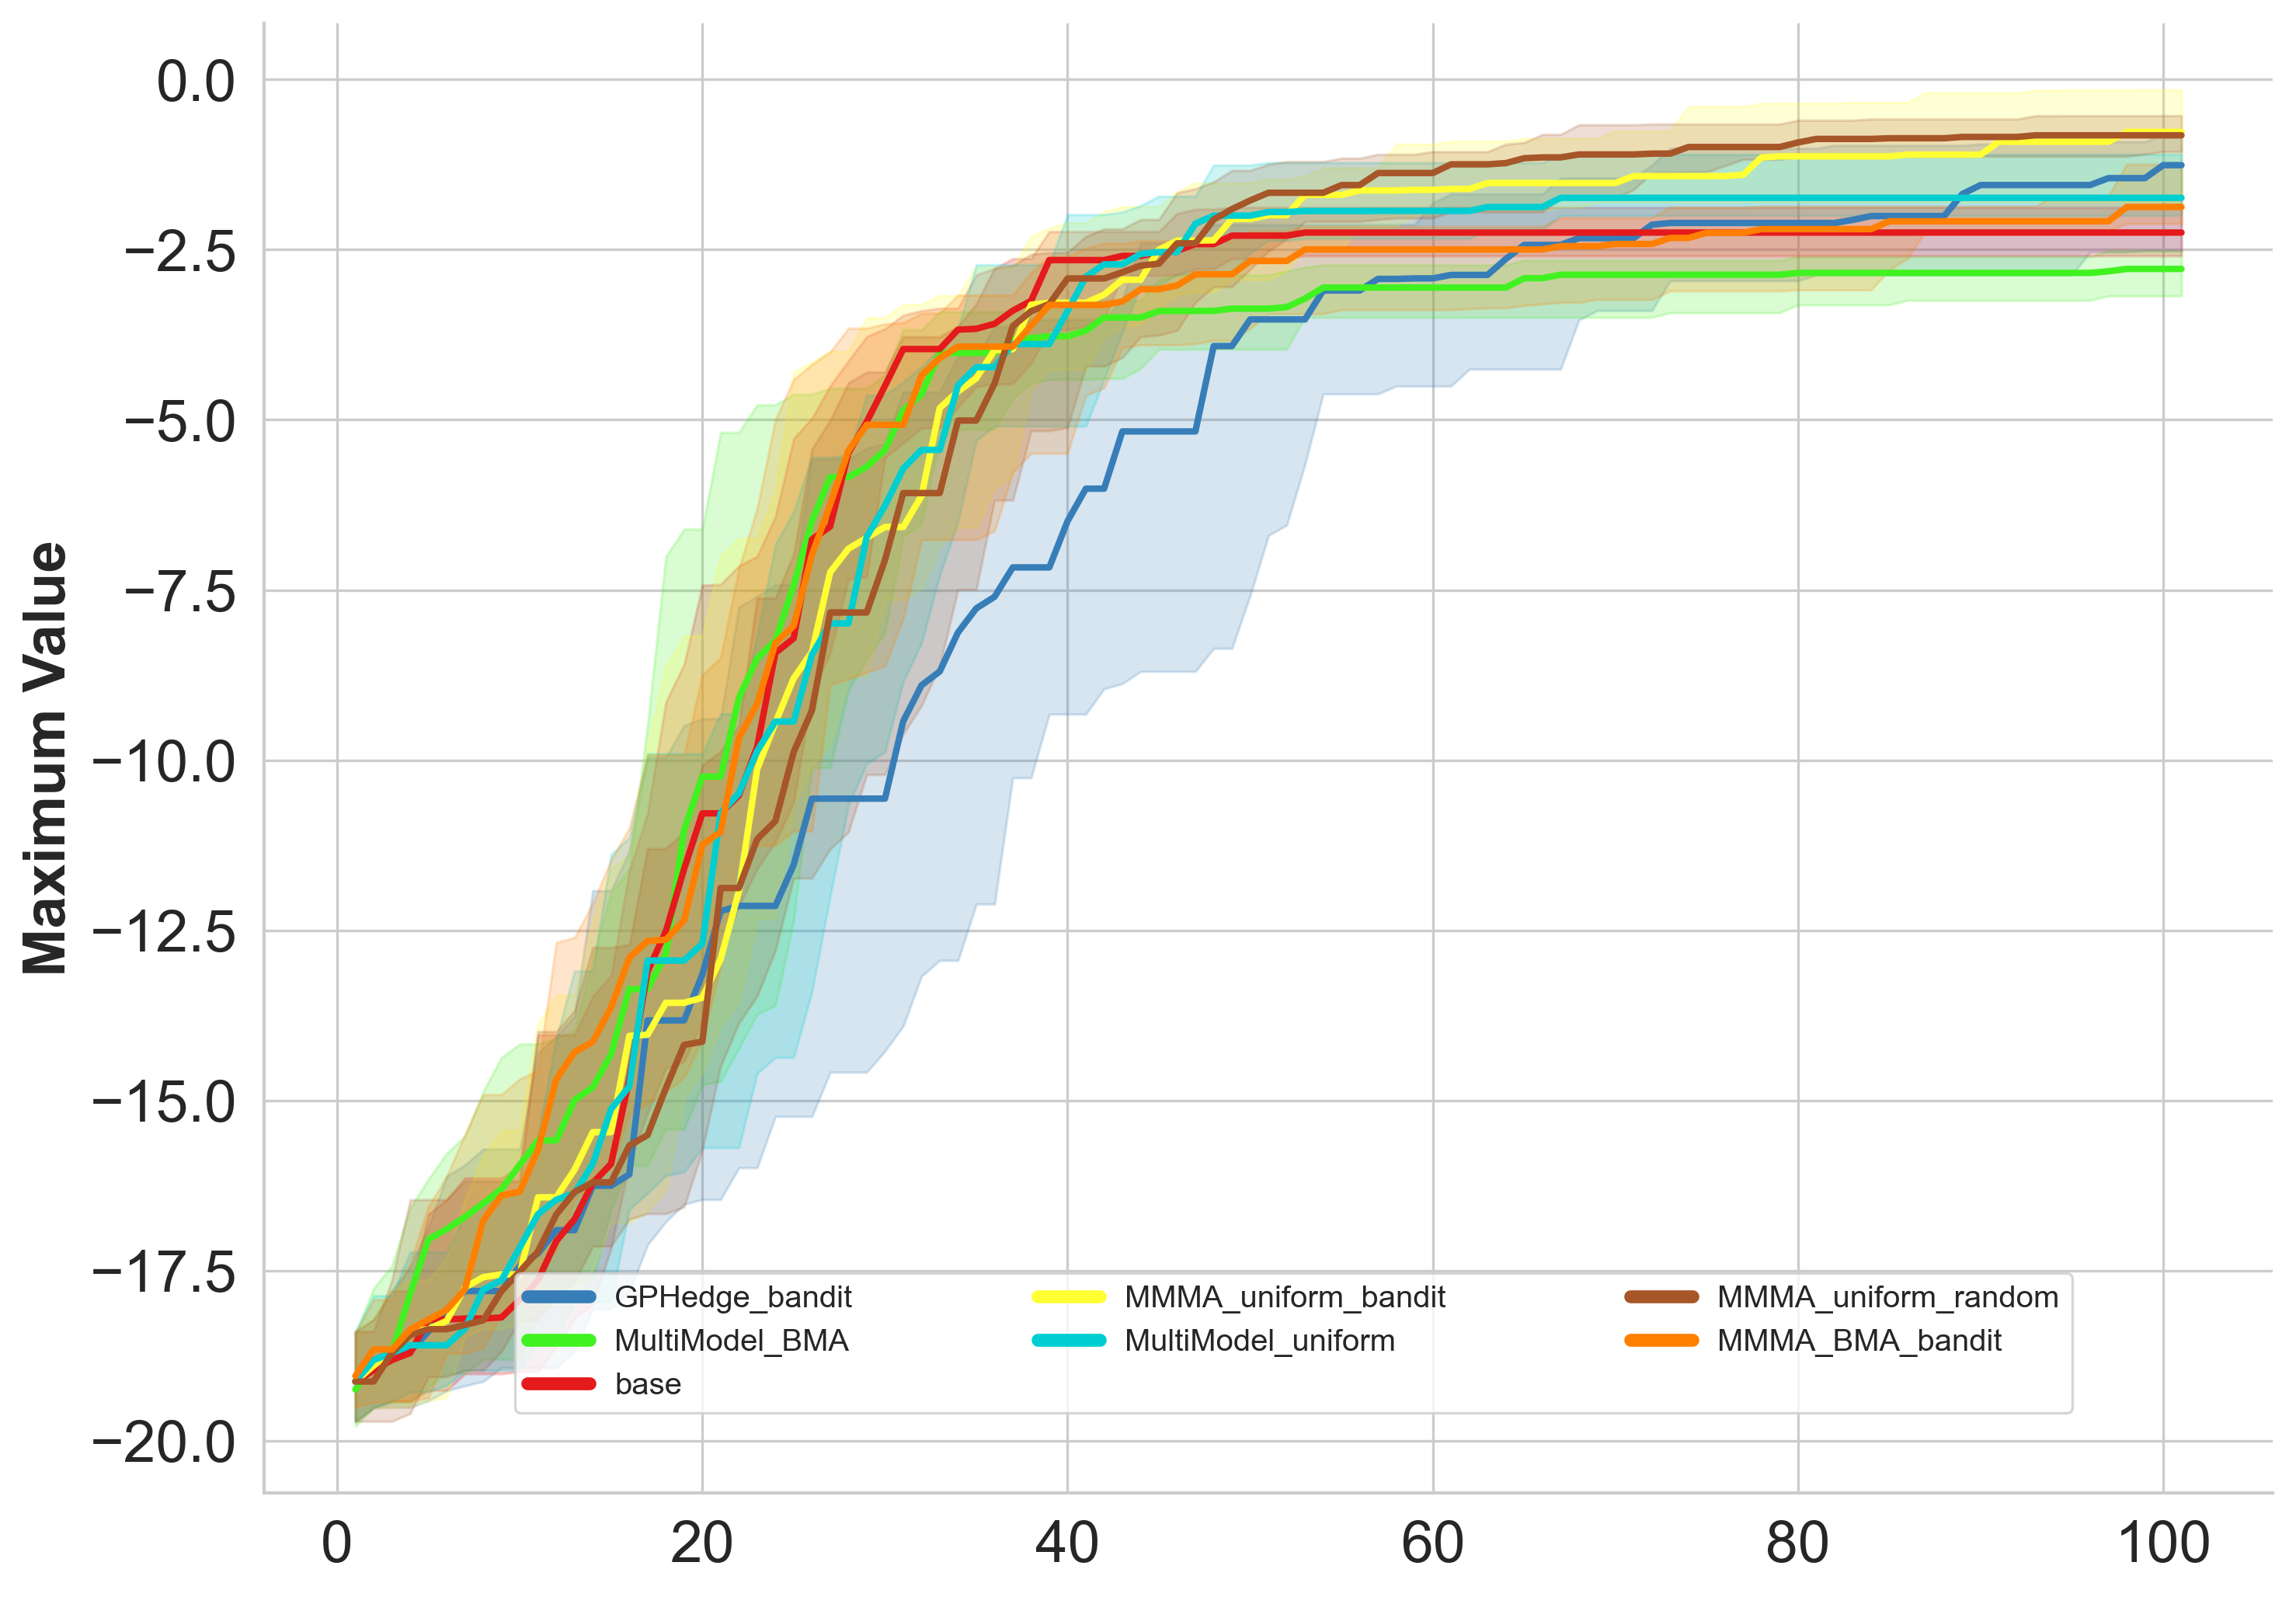 Maximum Value
0.0
−2.5
−5.0
−7.5
−10.0
−12.5
−15.0
−17.5
−20.0
GPHedge_bandit MMMA_uniform_bandit MMMA_uniform_random
MultiModel_BMA MultiModel_uniform MMMA_BMA_bandit
base
0 20 40 60 80 100